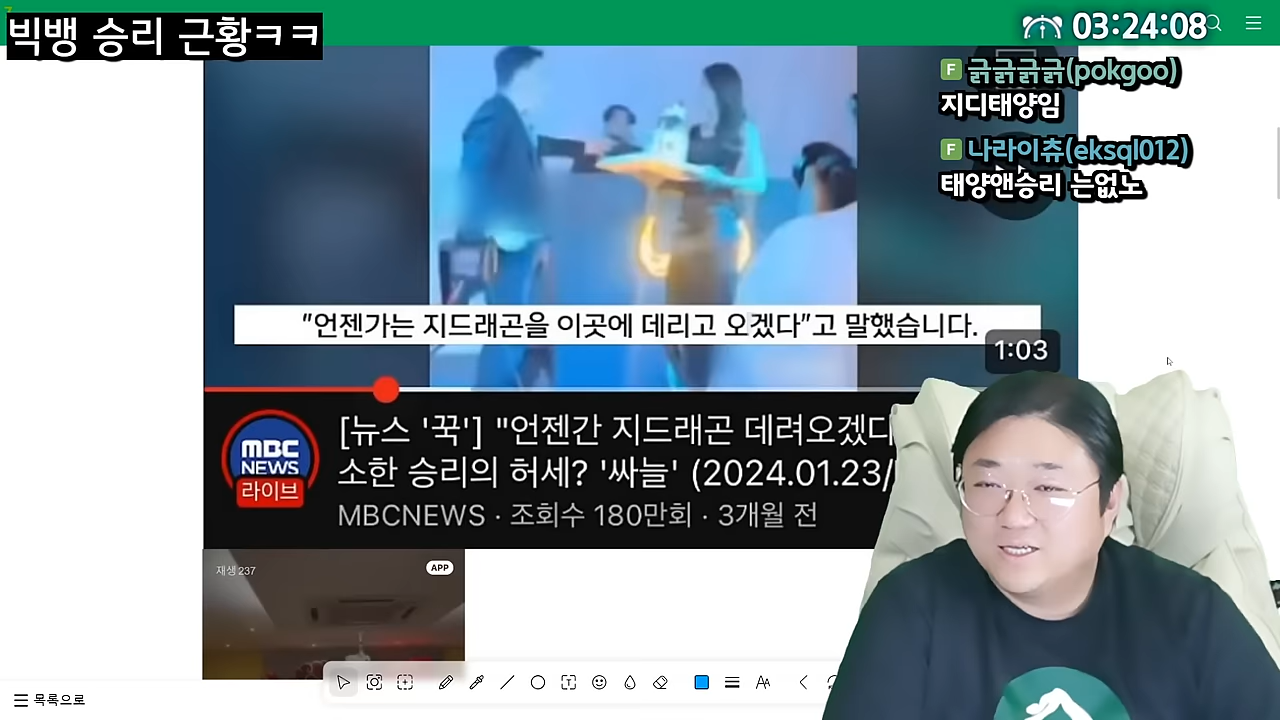 빅뱅 승리 근황ㅋㅋ
03:24:08
F 긁긁긁긁(pokgoo)
지디태양임
F 나라이츄(eksql012)
태양앤승리 는없노
"언젠가는 지드래곤을 이곳에 데리고 오겠다"고 말했습니다.
1:03
MBC
NEWS
라이브
[뉴스 '꾹'] "언젠간 지드래곤 데려오겠다
소한 승리의 허세? '싸늘' (2024.01.23/
MBCNEWS · 조회수 180만회 · 3개월 전
재생 237
APP
목록으로